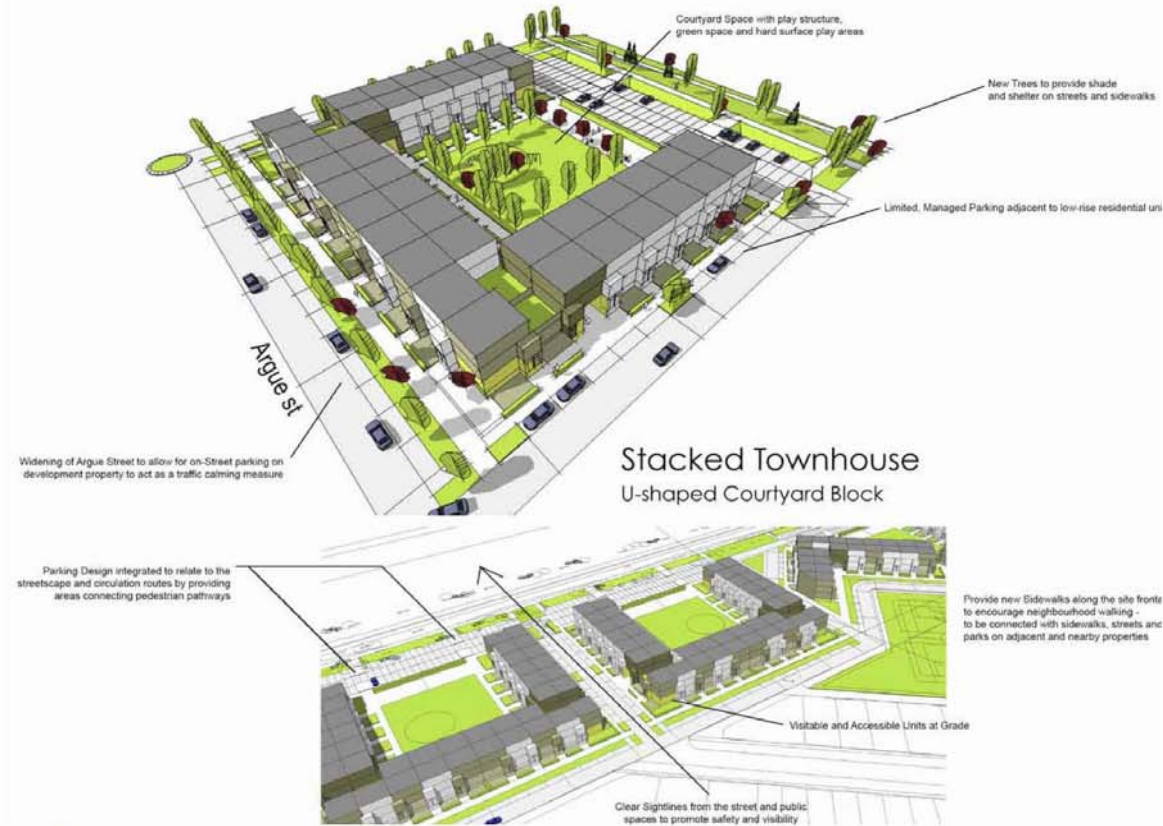 Courtyard Space with play structure,
green space and hard surface play areas
New Trees to provide shade
and shelter on streets and sidewalks
Limited, Managed Parking adjacent to low-rise residential uni
Argue st
Widening of Argue Street to allow for on-Street parking on
development property to act as a traffic calming measure
Stacked Townhouse
U-shaped Courtyard Block
Parking Design integrated to relate to the
streetscape and circulation routes by providing
areas connecting pedestrian pathways
Provide new Sidewalks along the site fronta
to encourage neighbourhood walking -
to be connected with sidewalks, streets and
parks on adjacent and nearby properties
Visitable and Accessible Units at Grade
Clear Sightlines from the street and public
spaces to promote safety and visibility